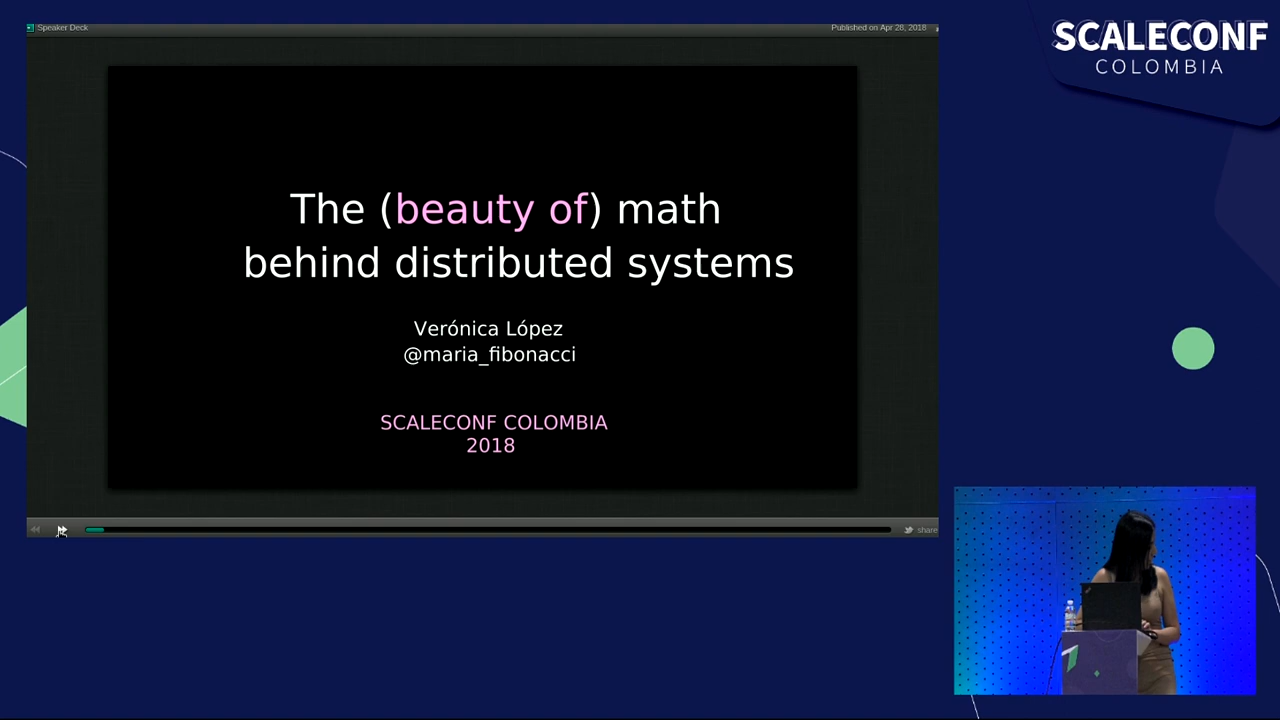 Speaker Deck
Published on Apr 28, 2018
SCALECONF
COLOMBIA
The (beauty of) math
behind distributed systems
Verónica López
@maria_fibonacci
SCALECONF COLOMBIA
2018
share